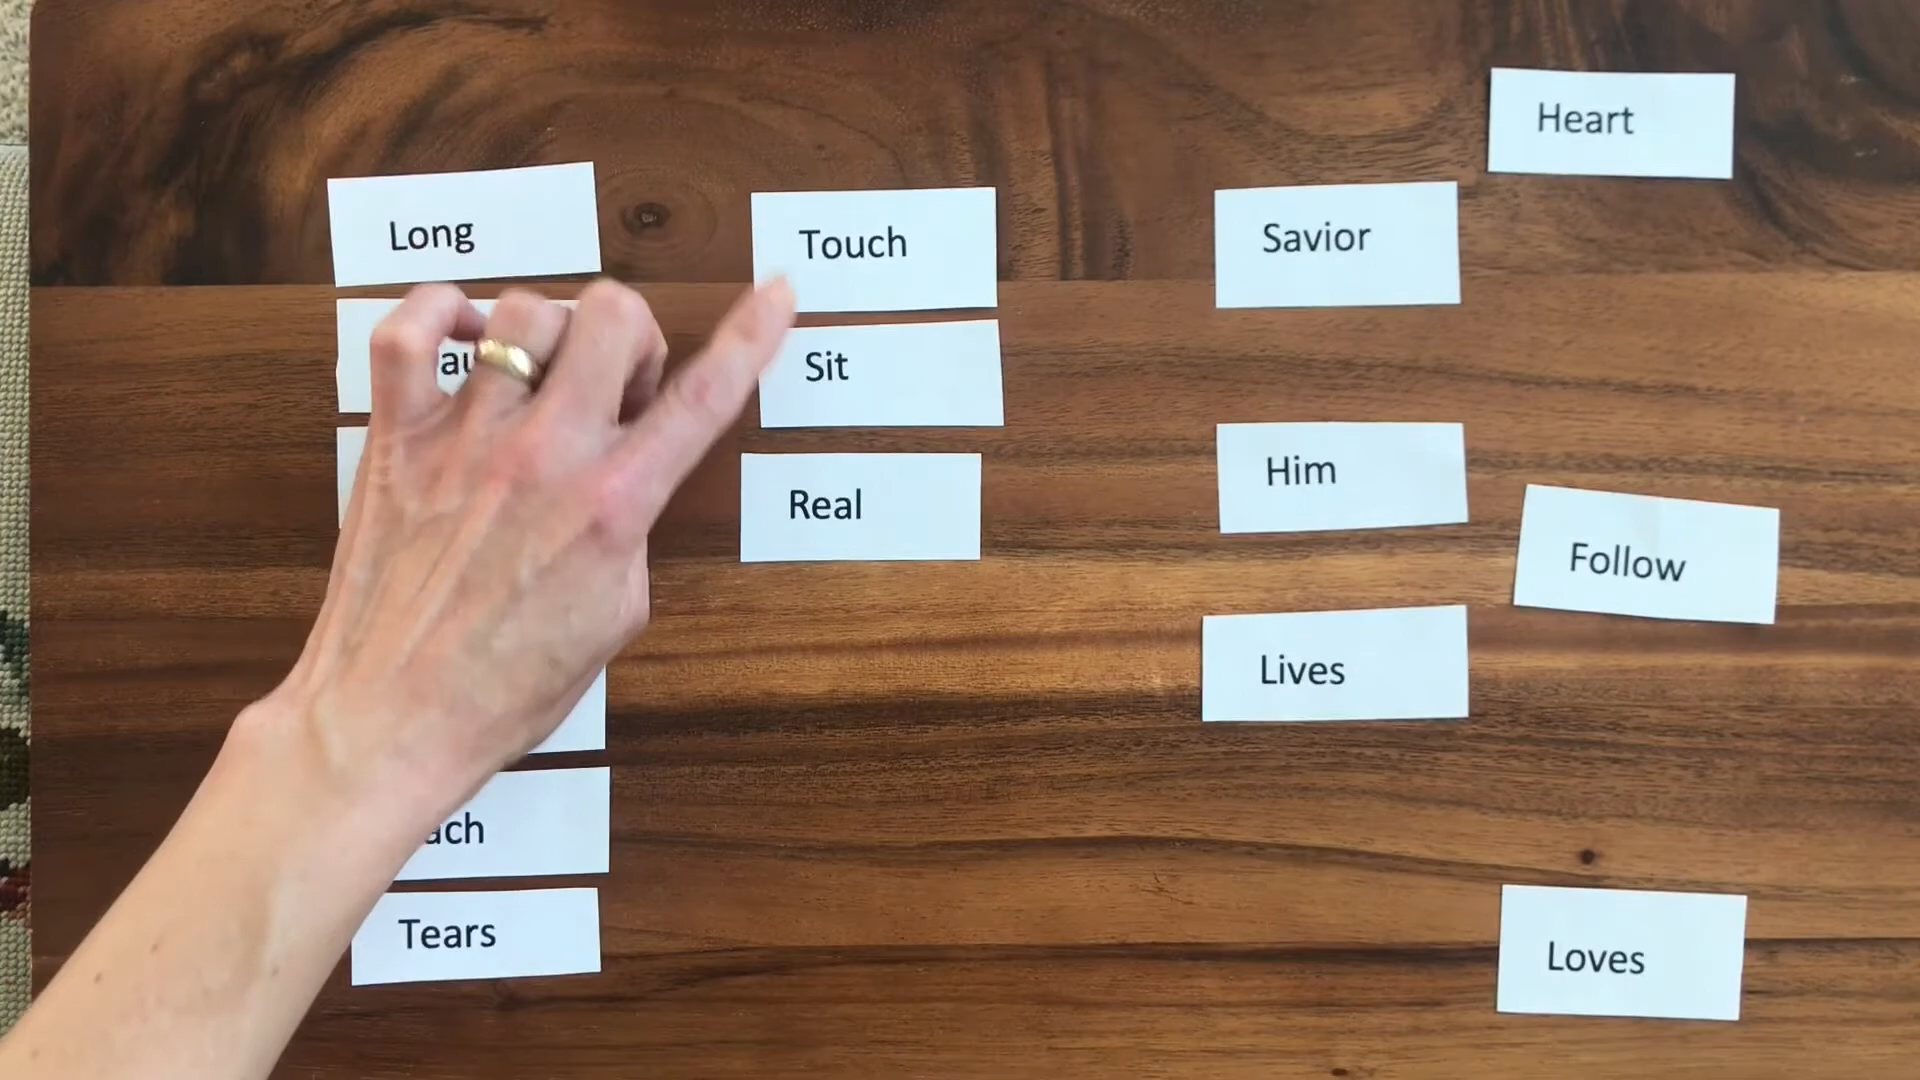 Long
Tears
Touch
Sit
Real
Savior
Him
Lives
Heart
Follow
Loves